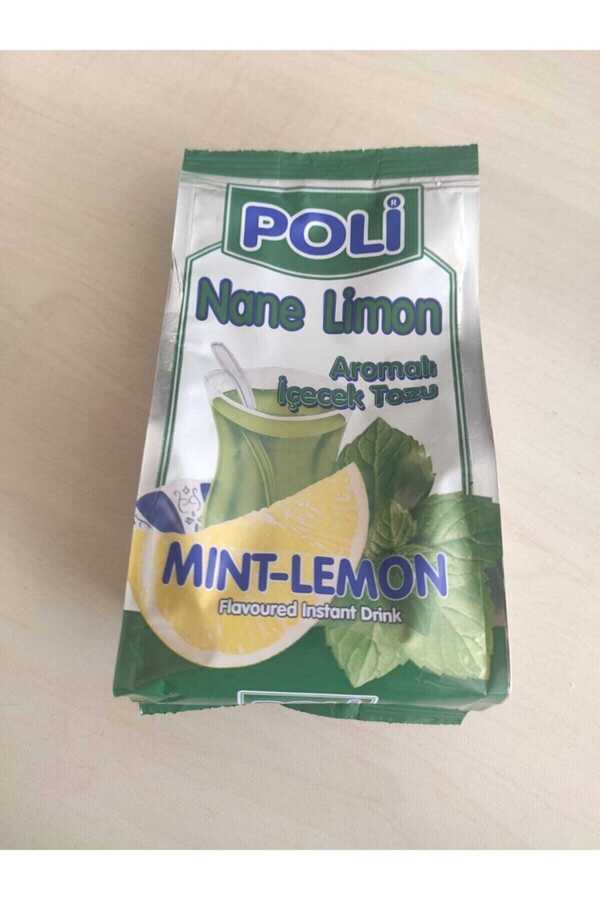 POLİ®
Nane Limon
Aromalı
İçecek Tozu
MINT-LEMON
Flavoured Instant Drink